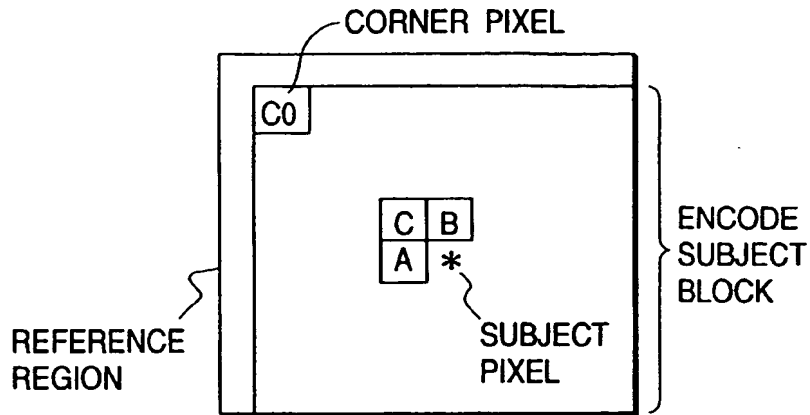 CORNER PIXEL
C0
C B
A *
ENCODE
SUBJECT
BLOCK
REFERENCE
REGION
SUBJECT
PIXEL